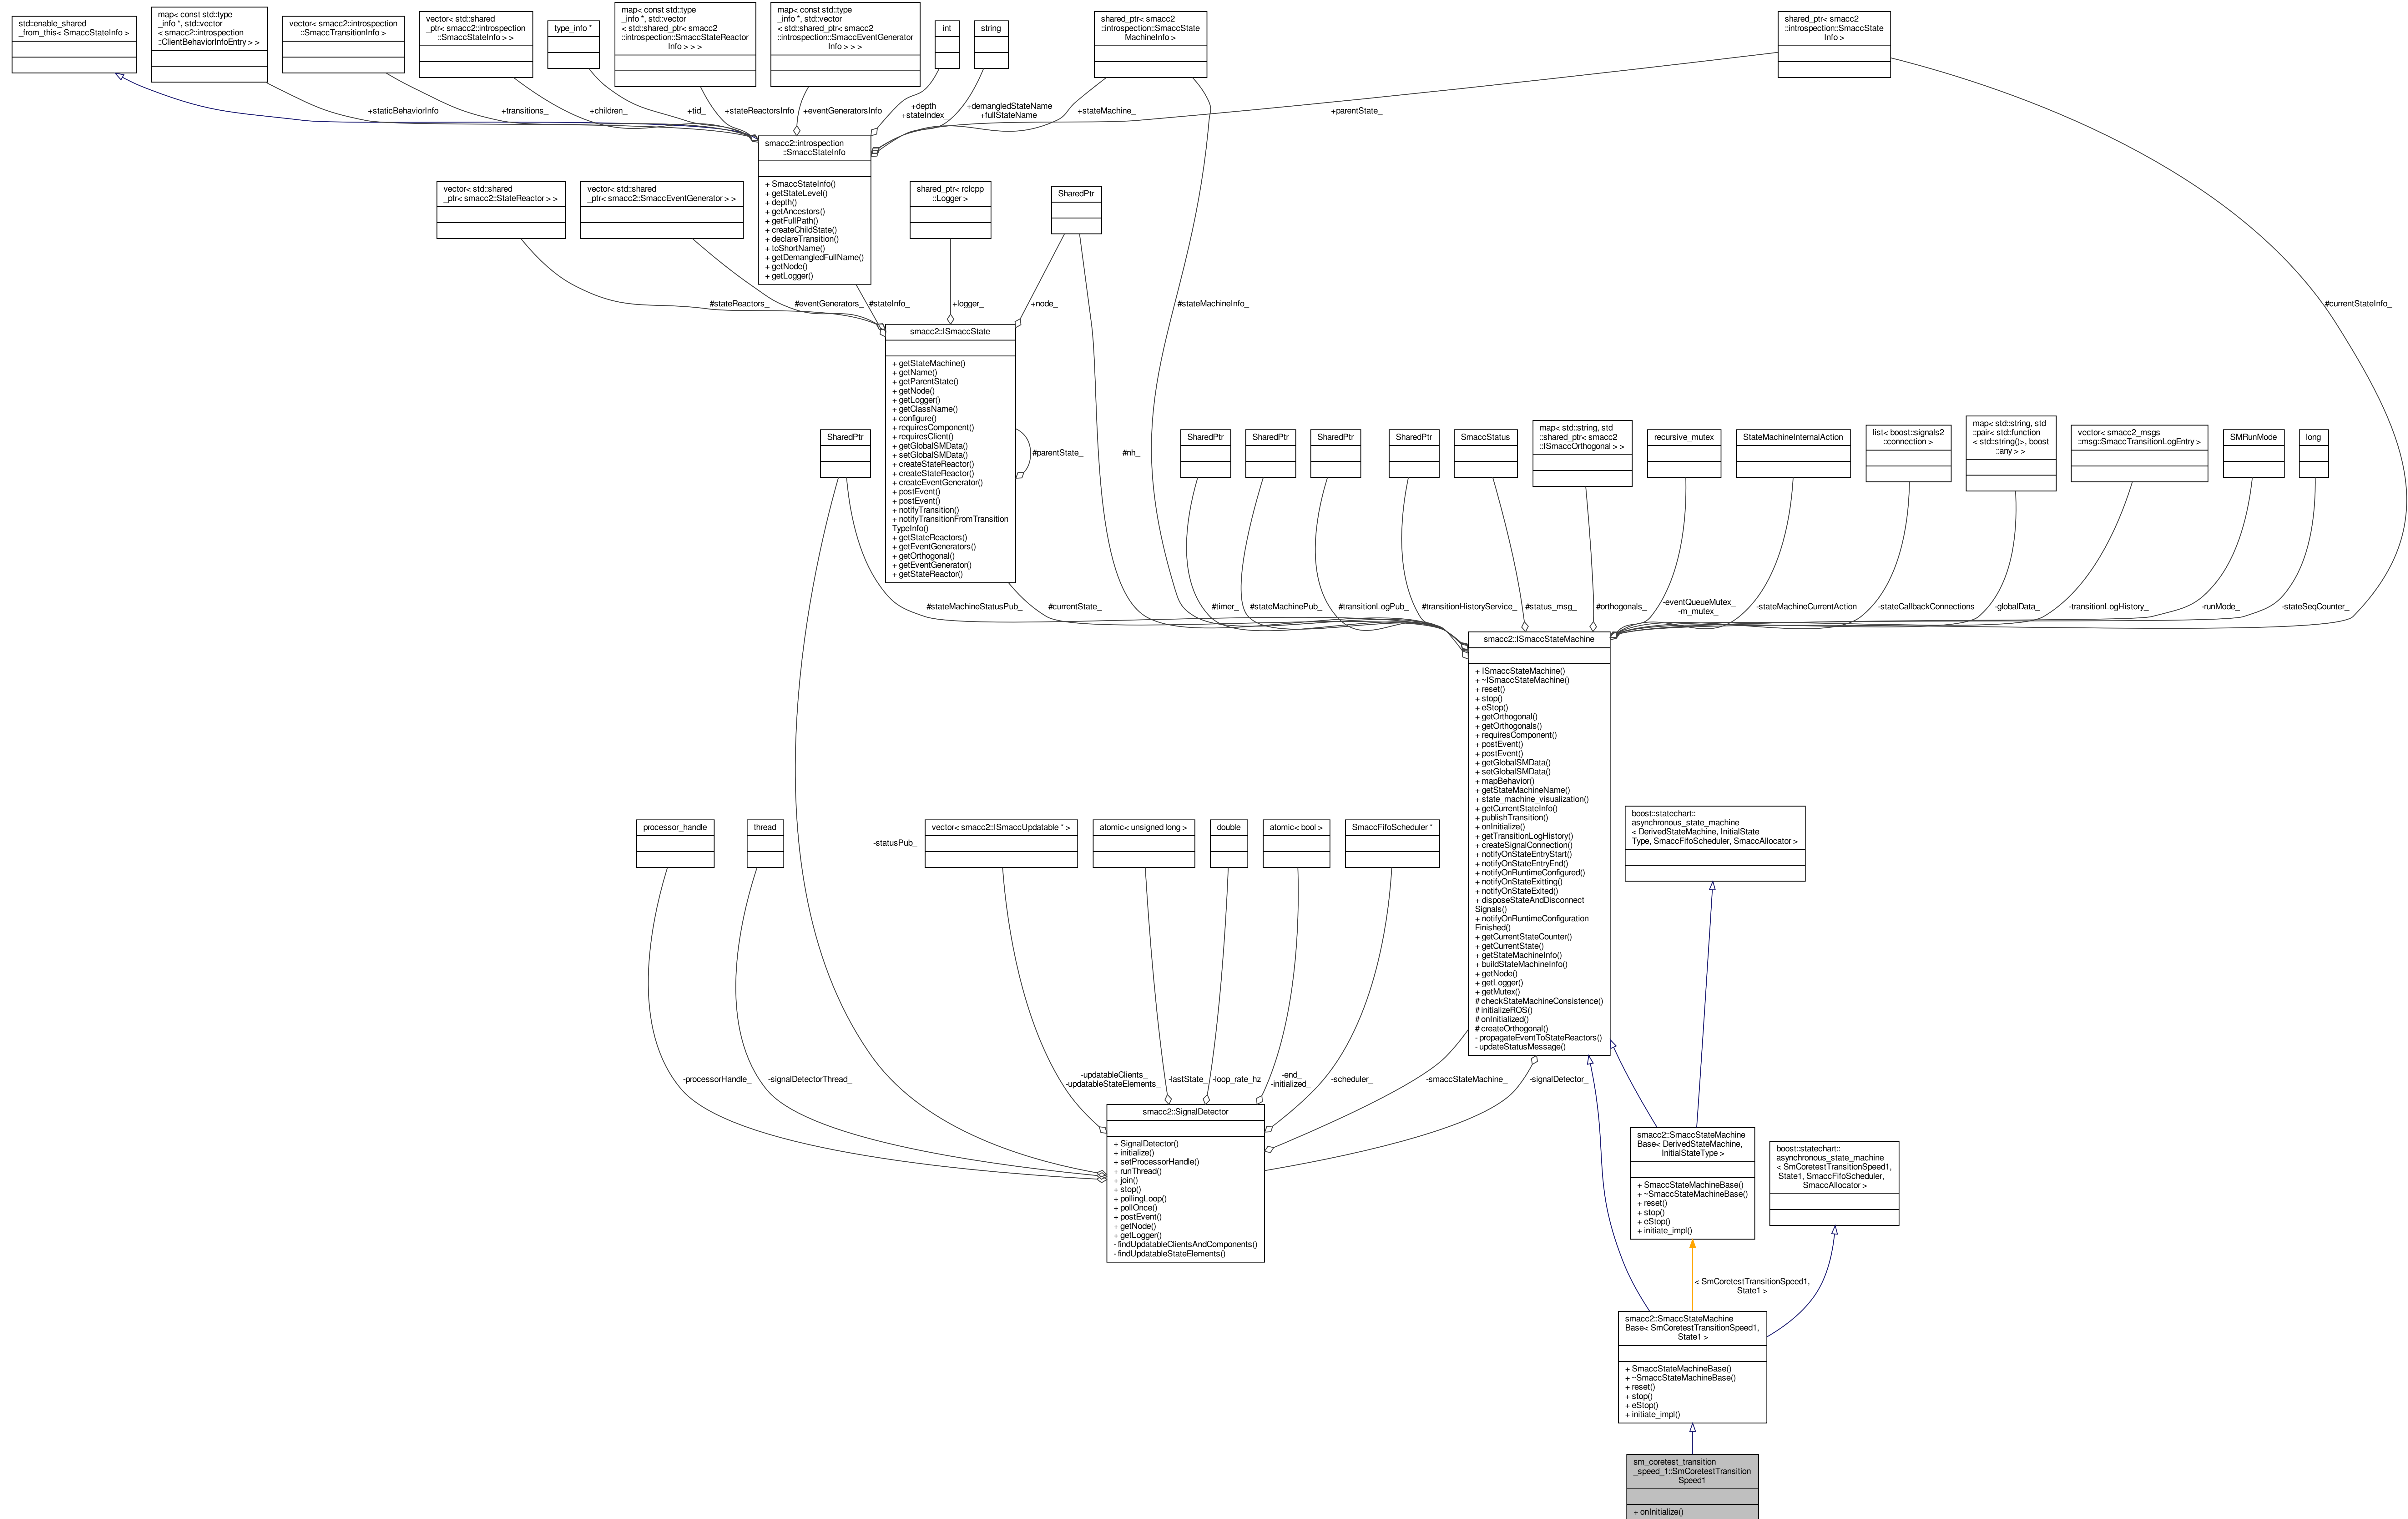 std::enable_shared
_from_this< SmaccStateInfo >
map< const std::type
_info *, std::vector
< smacc2::introspection
::ClientBehaviorInfoEntry > >
vector< smacc2::introspection
::SmaccTransitionInfo >
vector< std::shared
_ptr< smacc2::introspection
::SmaccStateInfo > >
type_info *
map< const std::type
_info *, std::vector
< std::shared_ptr< smacc2
::introspection::SmaccStateReactor
Info > > >
map< const std::type
_info *, std::vector
< std::shared_ptr< smacc2
::introspection::SmaccEventGenerator
Info > > >
int
string
shared_ptr< smacc2
::introspection::SmaccState
MachineInfo >
shared_ptr< smacc2
::introspection::SmaccState
Info >
+staticBehaviorInfo
+transitions_
+children_
+tid_
+stateReactorsInfo
+eventGeneratorsInfo
+depth_
+stateIndex_
+demangledStateName
+fullStateName
+stateMachine_
+parentState_
smacc2::introspection
::SmaccStateInfo
+ SmaccStateInfo()
+ getStateLevel()
+ depth()
+ getAncestors()
+ getFullPath()
+ createChildState()
+ declareTransition()
+ toShortName()
+ getDemangledFullName()
+ getNode()
+ getLogger()
vector< std::shared
_ptr< smacc2::StateReactor > >
vector< std::shared
_ptr< smacc2::SmaccEventGenerator > >
shared_ptr< rclcpp
::Logger >
SharedPtr
#stateReactors_
#eventGenerators_
#stateInfo_
+logger_
+node_
#stateMachineInfo_
#currentStateInfo_
smacc2::ISmaccState
+ getStateMachine()
+ getName()
+ getParentState()
+ getNode()
+ getLogger()
+ getClassName()
+ configure()
+ requiresComponent()
+ requiresClient()
+ getGlobalSMData()
+ setGlobalSMData()
+ createStateReactor()
+ createStateReactor()
+ createEventGenerator()
+ postEvent()
+ postEvent()
+ notifyTransition()
+ notifyTransitionFromTransition
TypeInfo()
+ getStateReactors()
+ getEventGenerators()
+ getOrthogonal()
+ getEventGenerator()
+ getStateReactor()
#parentState_
#nh_
SharedPtr
SharedPtr
SharedPtr
SharedPtr
SharedPtr
SmaccStatus
map< std::string, std
::shared_ptr< smacc2
::ISmaccOrthogonal > >
recursive_mutex
StateMachineInternalAction
list< boost::signals2
::connection >
map< std::string, std
::pair< std::function
< std::string()>, boost
::any > >
vector< smacc2_msgs
::msg::SmaccTransitionLogEntry >
SMRunMode
long
#stateMachineStatusPub_
#currentState_
#timer_
#stateMachinePub_
#transitionLogPub_
#transitionHistoryService_
#status_msg_
#orthogonals_
-eventQueueMutex_
-m_mutex_
-stateMachineCurrentAction
-stateCallbackConnections
-globalData_
-transitionLogHistory_
-runMode_
-stateSeqCounter_
smacc2::ISmaccStateMachine
+ ISmaccStateMachine()
+ ~ISmaccStateMachine()
+ reset()
+ stop()
+ eStop()
+ getOrthogonal()
+ getOrthogonals()
+ requiresComponent()
+ postEvent()
+ postEvent()
+ getGlobalSMData()
+ setGlobalSMData()
+ mapBehavior()
+ getStateMachineName()
+ state_machine_visualization()
+ getCurrentStateInfo()
+ publishTransition()
+ onInitialize()
+ getTransitionLogHistory()
+ createSignalConnection()
+ notifyOnStateEntryStart()
+ notifyOnStateEntryEnd()
+ notifyOnRuntimeConfigured()
+ notifyOnStateExitting()
+ notifyOnStateExited()
+ disposeStateAndDisconnect
Signals()
+ notifyOnRuntimeConfiguration
Finished()
+ getCurrentStateCounter()
+ getCurrentState()
+ getStateMachineInfo()
+ buildStateMachineInfo()
+ getNode()
+ getLogger()
+ getMutex()
# checkStateMachineConsistence()
# initializeROS()
# onInitialized()
# createOrthogonal()
- propagateEventToStateReactors()
- updateStatusMessage()
processor_handle
thread
-statusPub_
vector< smacc2::ISmaccUpdatable * >
atomic< unsigned long >
double
atomic< bool >
SmaccFifoScheduler *
boost::statechart::
asynchronous_state_machine
< DerivedStateMachine, InitialState
Type, SmaccFifoScheduler, SmaccAllocator >
-processorHandle_
-signalDetectorThread_
-updatableClients_
-updatableStateElements_
-lastState_
-loop_rate_hz
-end_
-initialized_
-scheduler_
-smaccStateMachine_
-signalDetector_
smacc2::SignalDetector
+ SignalDetector()
+ initialize()
+ setProcessorHandle()
+ runThread()
+ join()
+ stop()
+ pollingLoop()
+ pollOnce()
+ postEvent()
+ getNode()
+ getLogger()
- findUpdatableClientsAndComponents()
- findUpdatableStateElements()
smacc2::SmaccStateMachine
Base< DerivedStateMachine,
InitialStateType >
+ SmaccStateMachineBase()
+ ~SmaccStateMachineBase()
+ reset()
+ stop()
+ eStop()
+ initiate_impl()
boost::statechart::
asynchronous_state_machine
< SmCoretestTransitionSpeed1,
State1, SmaccFifoScheduler,
SmaccAllocator >
< SmCoretestTransitionSpeed1,
State1 >
smacc2::SmaccStateMachine
Base< SmCoretestTransitionSpeed1,
State1 >
+ SmaccStateMachineBase()
+ ~SmaccStateMachineBase()
+ reset()
+ stop()
+ eStop()
+ initiate_impl()
sm_coretest_transition
_speed_1::SmCoretestTransition
Speed1
+ onInitialize()